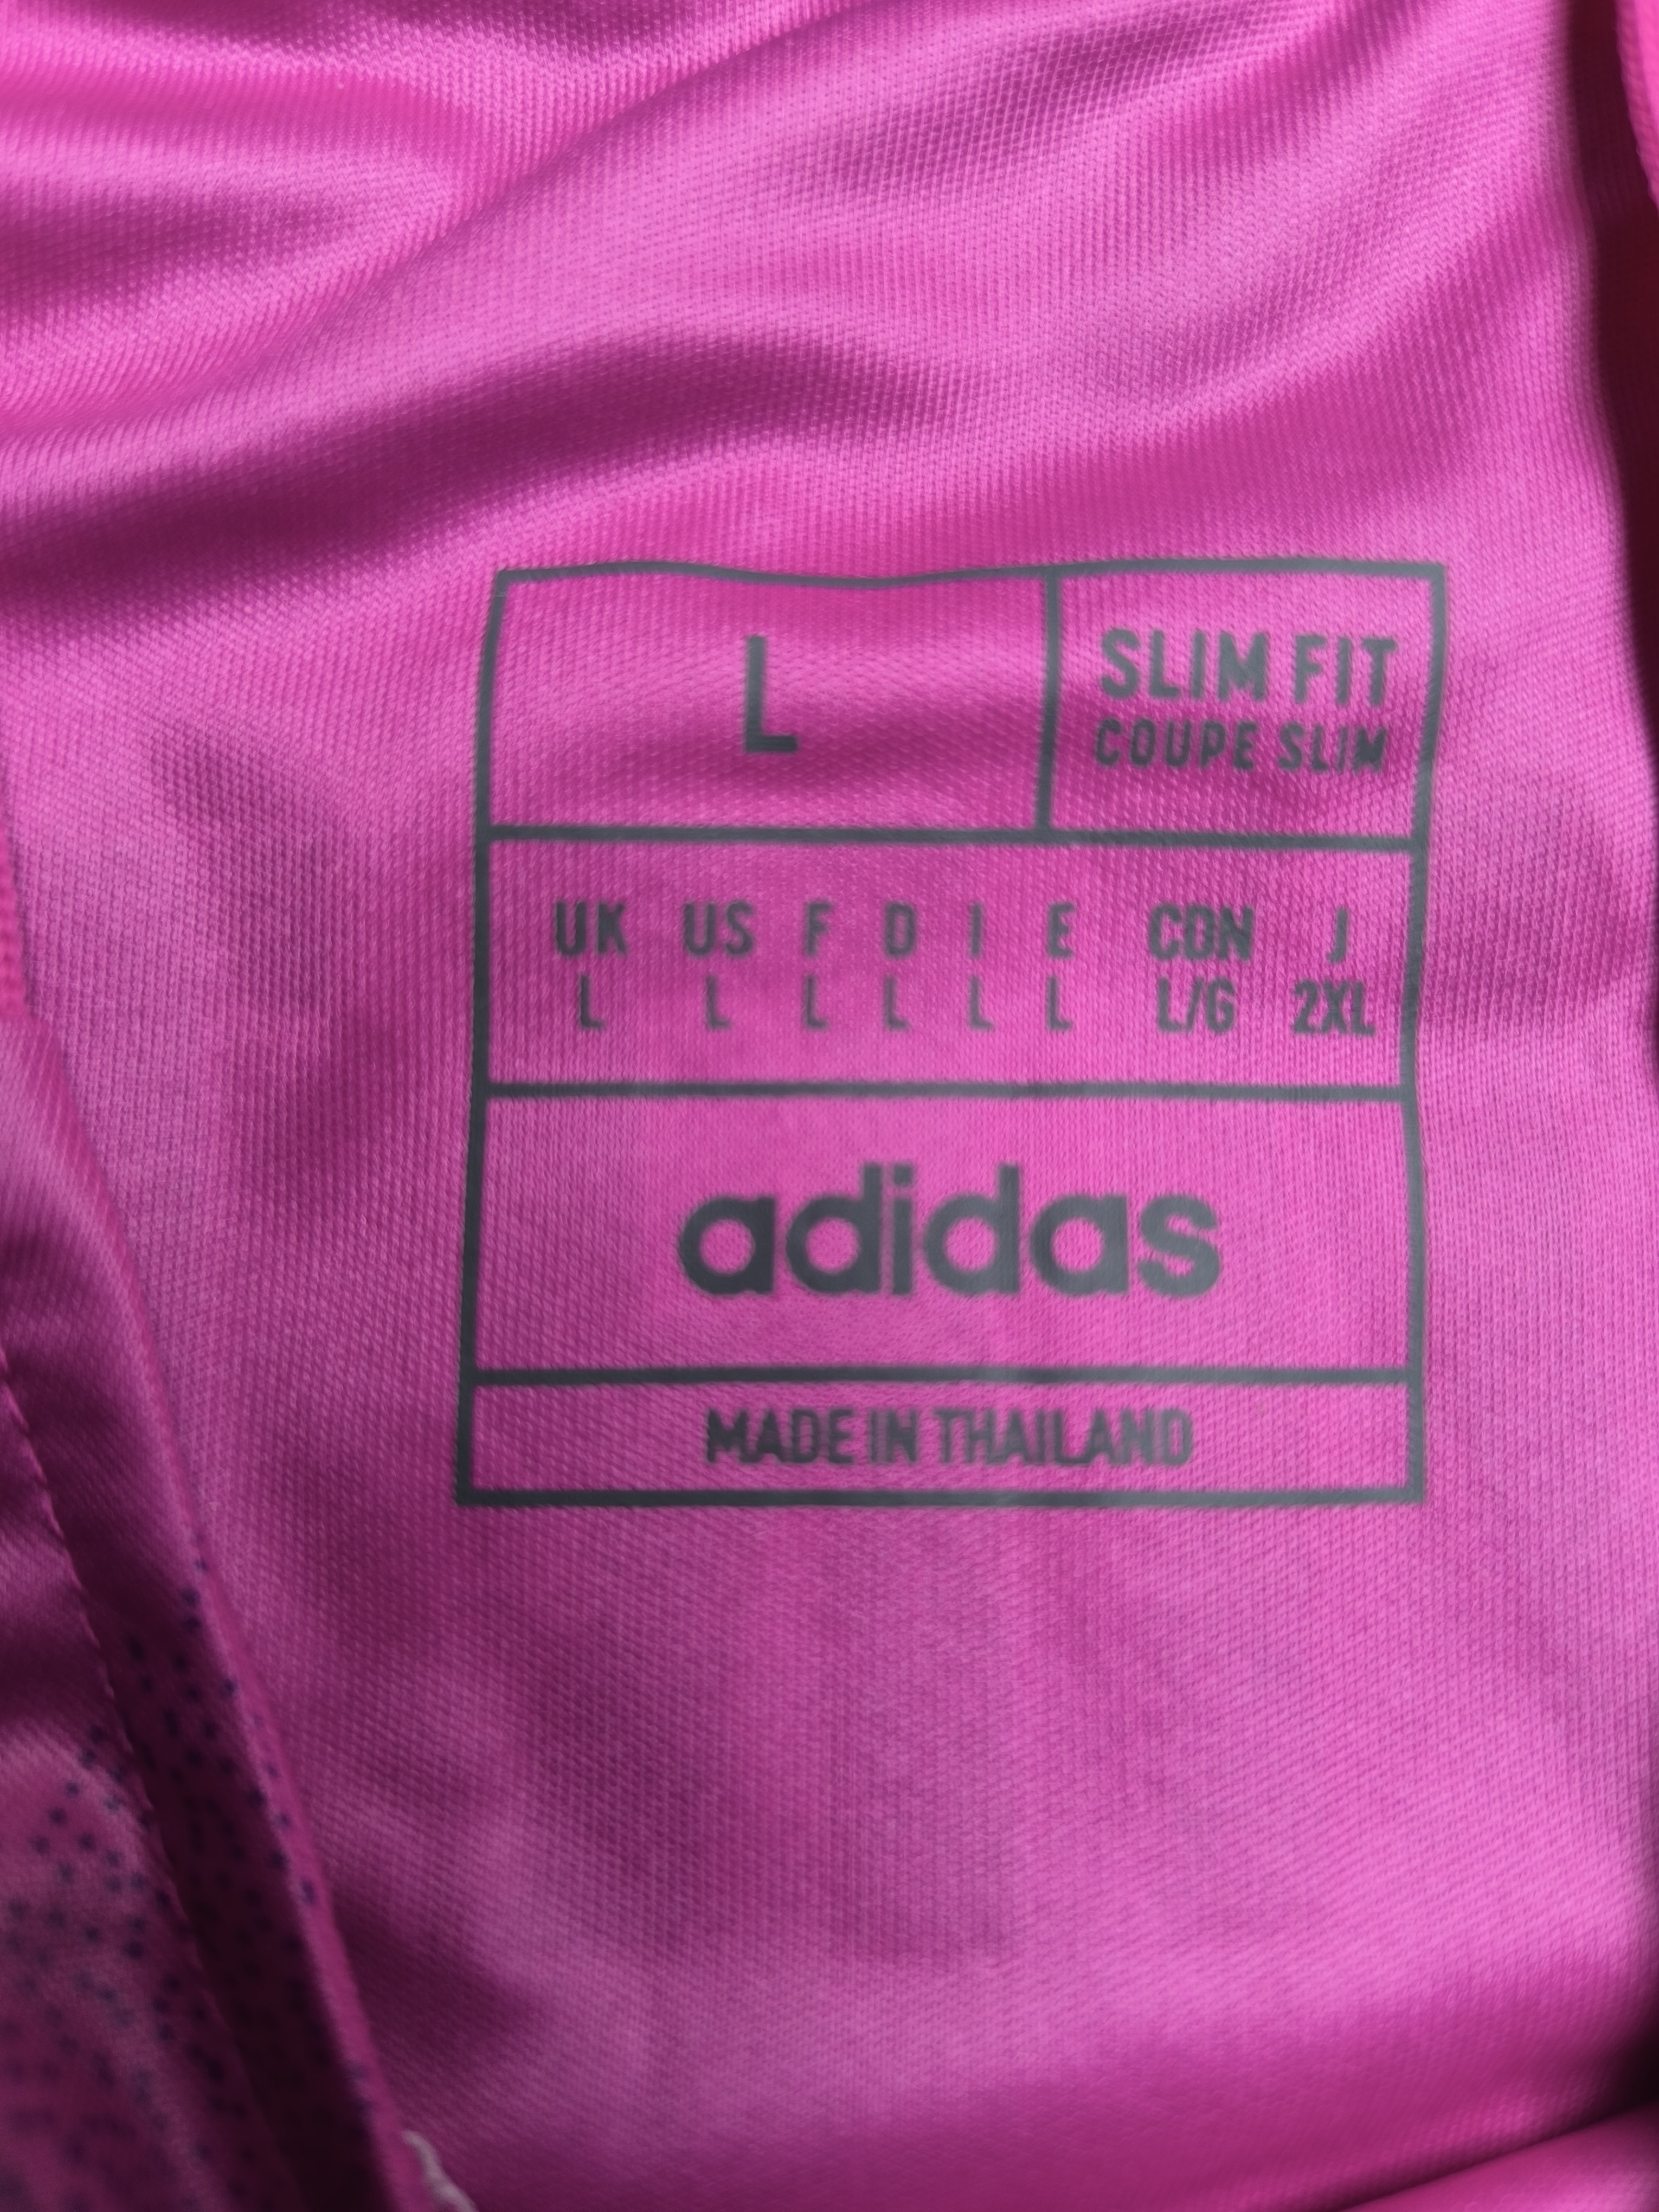 L
SLIM FIT
COUPE SLIM
UK US F D I E CDN J
L L L L L L L/G 2XL
adidas
MADE IN THAILAND